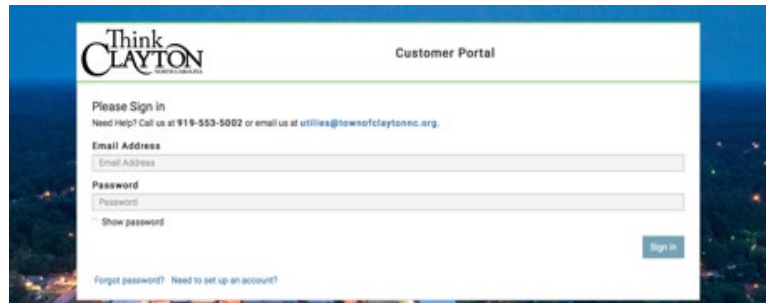 Think
CLAYTON
NORTH CAROLINA
Customer Portal
Please Sign in
Need Help? Call us at 919-553-5002 or email us at utilies@townofclaytonnc.org.
Email Address
Email Address
Password
Password
Show password
Sign in
Forgot password? Need to set up an account?